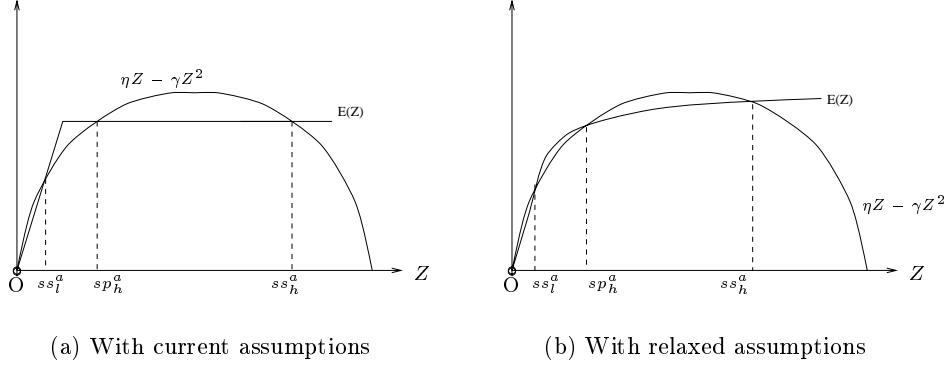 ηZ − γZ²
E(Z)
E(Z)
ηZ − γZ²
O ss_l^a sp_h^a ss_h^a Z
O ss_l^a sp_h^a ss_h^a Z
(a) With current assumptions
(b) With relaxed assumptions